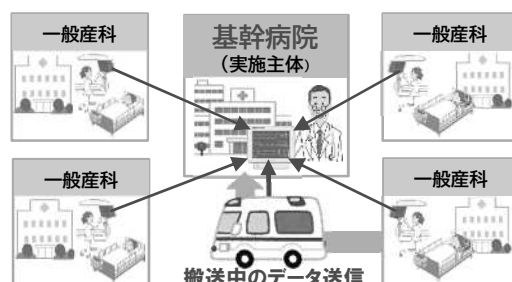 一般産科
基幹病院
（実施主体）
一般産科
一般産科
一般産科
搬送中のデータ送信